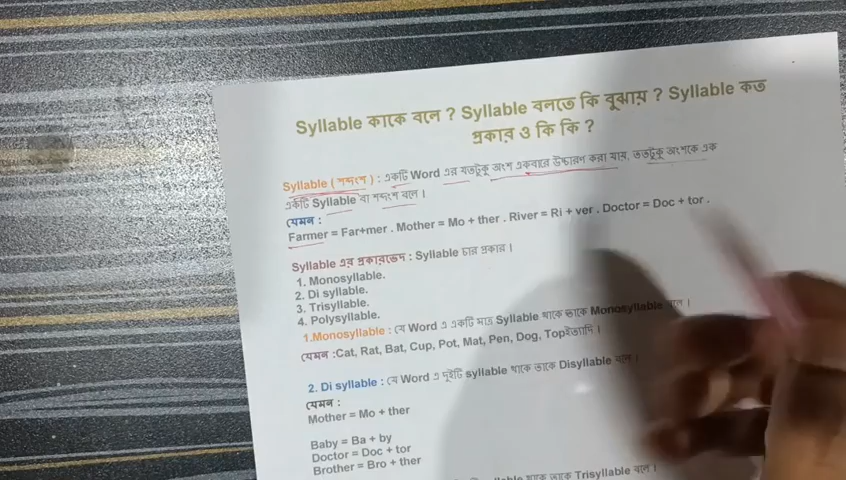 Syllable কাকে বলে ? Syllable বলতে কি বুঝায় ? Syllable কত
প্রকার ও কি কি ?
Syllable ( শব্দাংশ ) : একটি Word এর যতটুকু অংশ একবারে উচ্চারণ করা যায়, ততটুকু অংশকে এক
একটি Syllable বা শব্দাংশ বলে ।
যেমন :
Farmer = Far+mer . Mother = Mo + ther . River = Ri + ver . Doctor = Doc + tor .
Syllable এর প্রকারভেদ : Syllable চার প্রকার ।
1. Monosyllable.
2. Di syllable.
3. Trisyllable.
4. Polysyllable.
1.Monosyllable : যে Word এ একটি মাত্র Syllable থাকে তাকে Monosyllable বলে ।
যেমন :Cat, Rat, Bat, Cup, Pot, Mat, Pen, Dog, Topইত্যাদি ।
2. Di syllable : যে Word এ দুইটি syllable থাকে তাকে Disyllable বলে ।
যেমন :
Mother = Mo + ther
Baby = Ba + by
Doctor = Doc + tor
Brother = Bro + ther
থাকে তাকে Trisyllable বলে ।